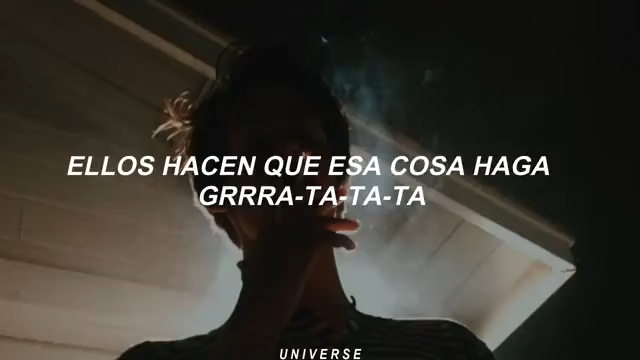 ELLOS HACEN QUE ESA COSA HAGA
GRRRA-TA-TA-TA
UNIVERSE